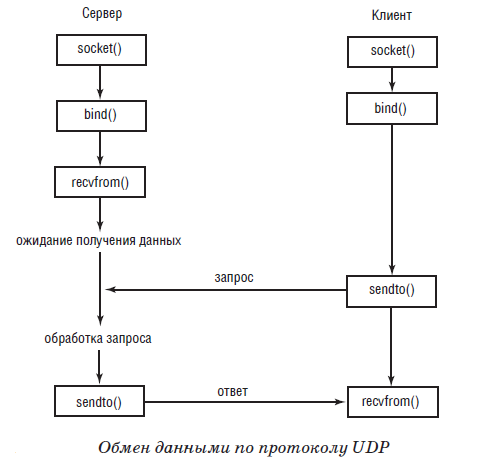 Сервер
Клиент
socket()
socket()
bind()
bind()
recvfrom()
ожидание получения данных
запрос
sendto()
обработка запроса
ответ
sendto()
recvfrom()
Обмен данными по протоколу UDP